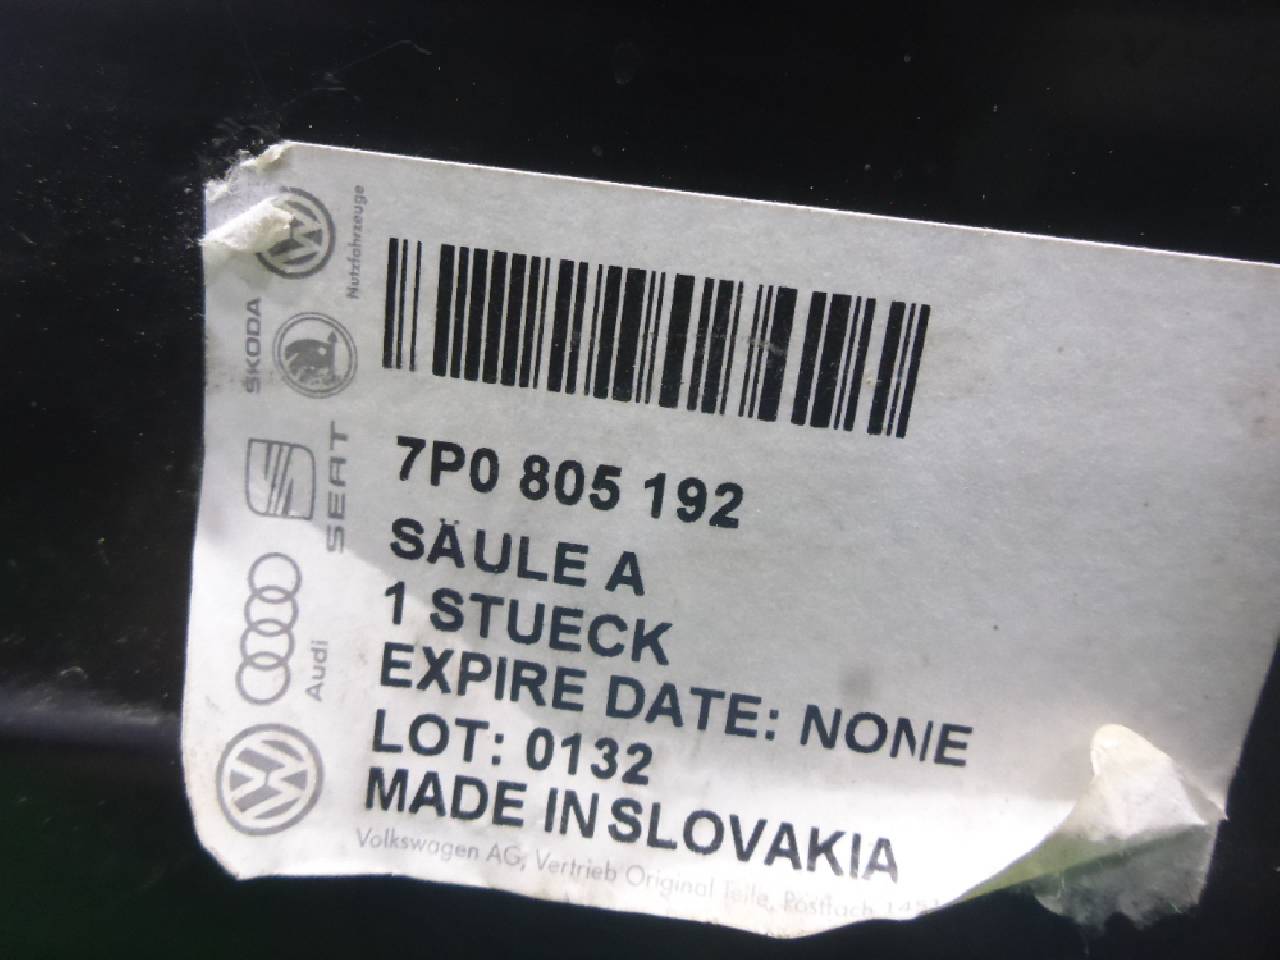 Nutzfahrzeuge
ŠKODA
SEAT
Audi
7P0 805 192
SÄULE A
1 STUECK
EXPIRE DATE: NONE
LOT: 0132
MADE IN SLOVAKIA
Volkswagen AG, Vertrieb Original Teile, Postfach